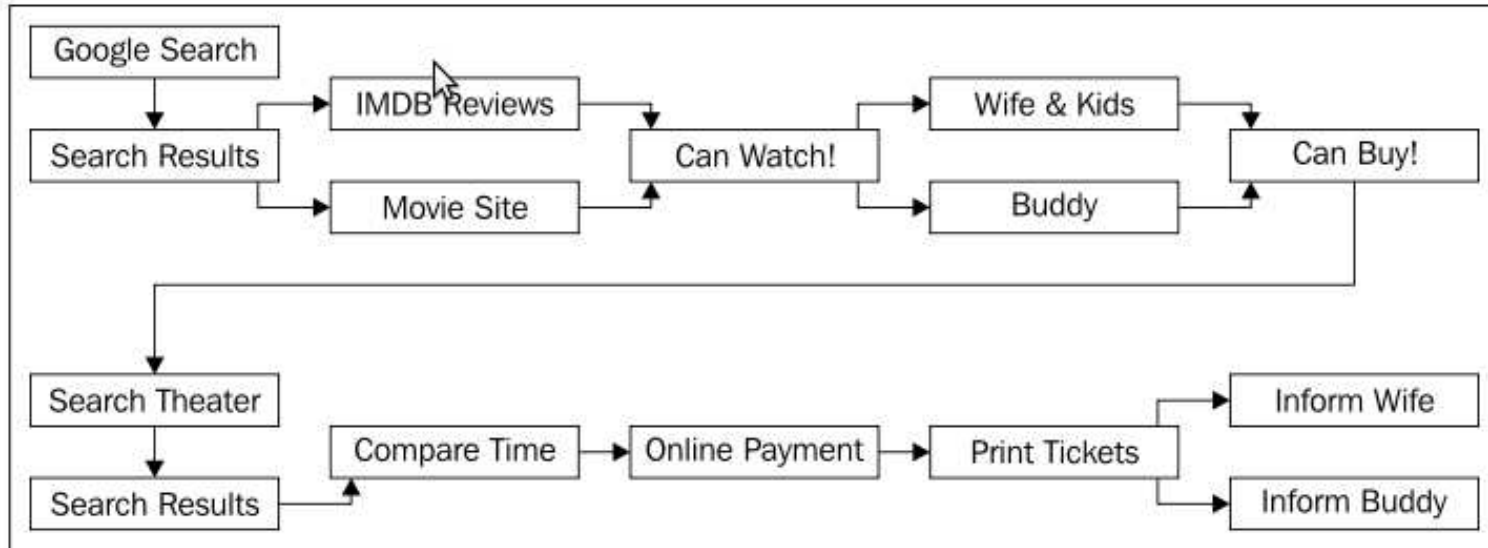 Google Search
Search Results
IMDB Reviews
Movie Site
Can Watch!
Wife & Kids
Buddy
Can Buy!
Search Theater
Search Results
Compare Time
Online Payment
Print Tickets
Inform Wife
Inform Buddy